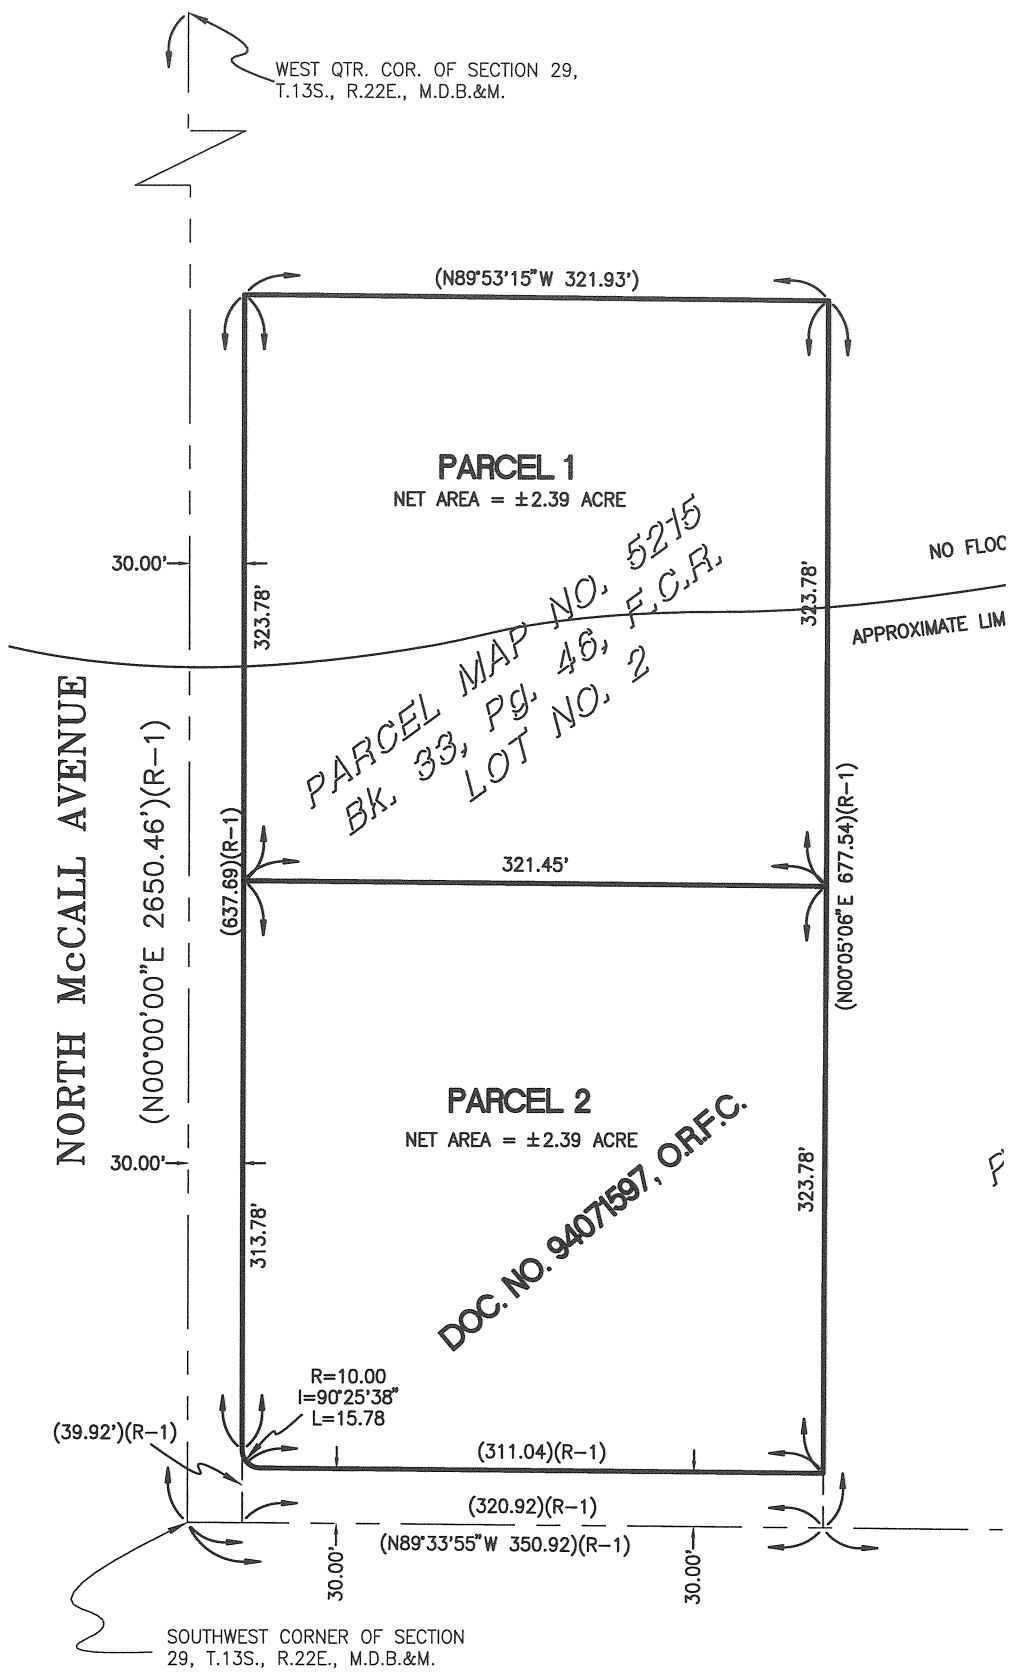 WEST QTR. COR. OF SECTION 29,
T.13S., R.22E., M.D.B.&M.
(N89°53'15"W 321.93')
PARCEL 1
NET AREA = ±2.39 ACRE
30.00'
323.78'
323.78'
NO FLOO
APPROXIMATE LIM
PARCEL MAP NO. 5215
Bk. 33, Pg. 46, F.C.R.
LOT NO. 2
NORTH McCALL AVENUE
(N00°00'00"E 2650.46')(R-1)
(637.69)(R-1)
321.45'
(N00°05'06"E 677.54)(R-1)
PARCEL 2
NET AREA = ±2.39 ACRE
30.00'
313.78'
323.78'
DOC. NO. 94071597, O.R.F.C.
R=10.00
I=90°25'38"
L=15.78
(39.92')(R-1)
(311.04)(R-1)
(320.92)(R-1)
(N89°33'55"W 350.92)(R-1)
30.00'
30.00'
SOUTHWEST CORNER OF SECTION
29, T.13S., R.22E., M.D.B.&M.